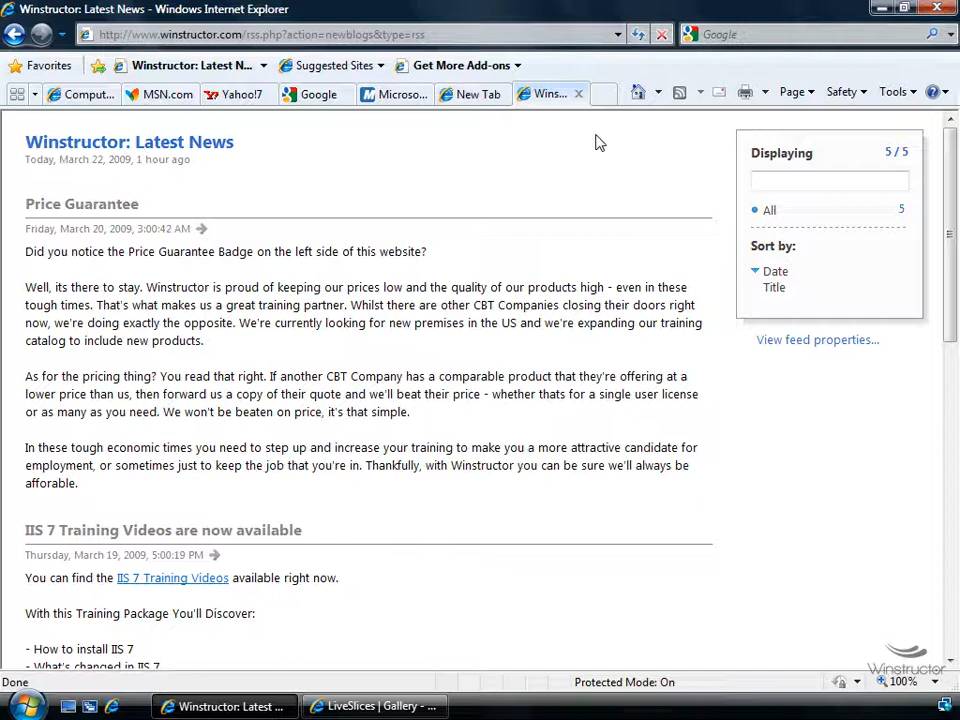 Winstructor: Latest News - Windows Internet Explorer
http://www.winstructor.com/rss.php?action=newblogs&type=rss
Google
Favorites
Winstructor: Latest N...
Suggested Sites
Get More Add-ons
Comput...
MSN.com
Yahoo!7
Google
Microso...
New Tab
Wins...
Page
Safety
Tools
Winstructor: Latest News
Today, March 22, 2009, 1 hour ago
Price Guarantee
Friday, March 20, 2009, 3:00:42 AM
Did you notice the Price Guarantee Badge on the left side of this website?
Well, its there to stay. Winstructor is proud of keeping our prices low and the quality of our products high - even in these
tough times. That's what makes us a great training partner. Whilst there are other CBT Companies closing their doors right
now, we're doing exactly the opposite. We're currently looking for new premises in the US and we're expanding our training
catalog to include new products.
As for the pricing thing? You read that right. If another CBT Company has a comparable product that they're offering at a
lower price than us, then forward us a copy of their quote and we'll beat their price - whether thats for a single user license
or as many as you need. We won't be beaten on price, it's that simple.
In these tough economic times you need to step up and increase your training to make you a more attractive candidate for
employment, or sometimes just to keep the job that you're in. Thankfully, with Winstructor you can be sure we'll always be
afforable.
IIS 7 Training Videos are now available
Thursday, March 19, 2009, 5:00:19 PM
You can find the IIS 7 Training Videos available right now.
With this Training Package You'll Discover:
- How to install IIS 7
- What's changed in IIS 7
Displaying 5 / 5
All 5
Sort by:
Date
Title
View feed properties...
Winstructor
Done
Protected Mode: On
100%
Winstructor: Latest ...
LiveSlices | Gallery - ...